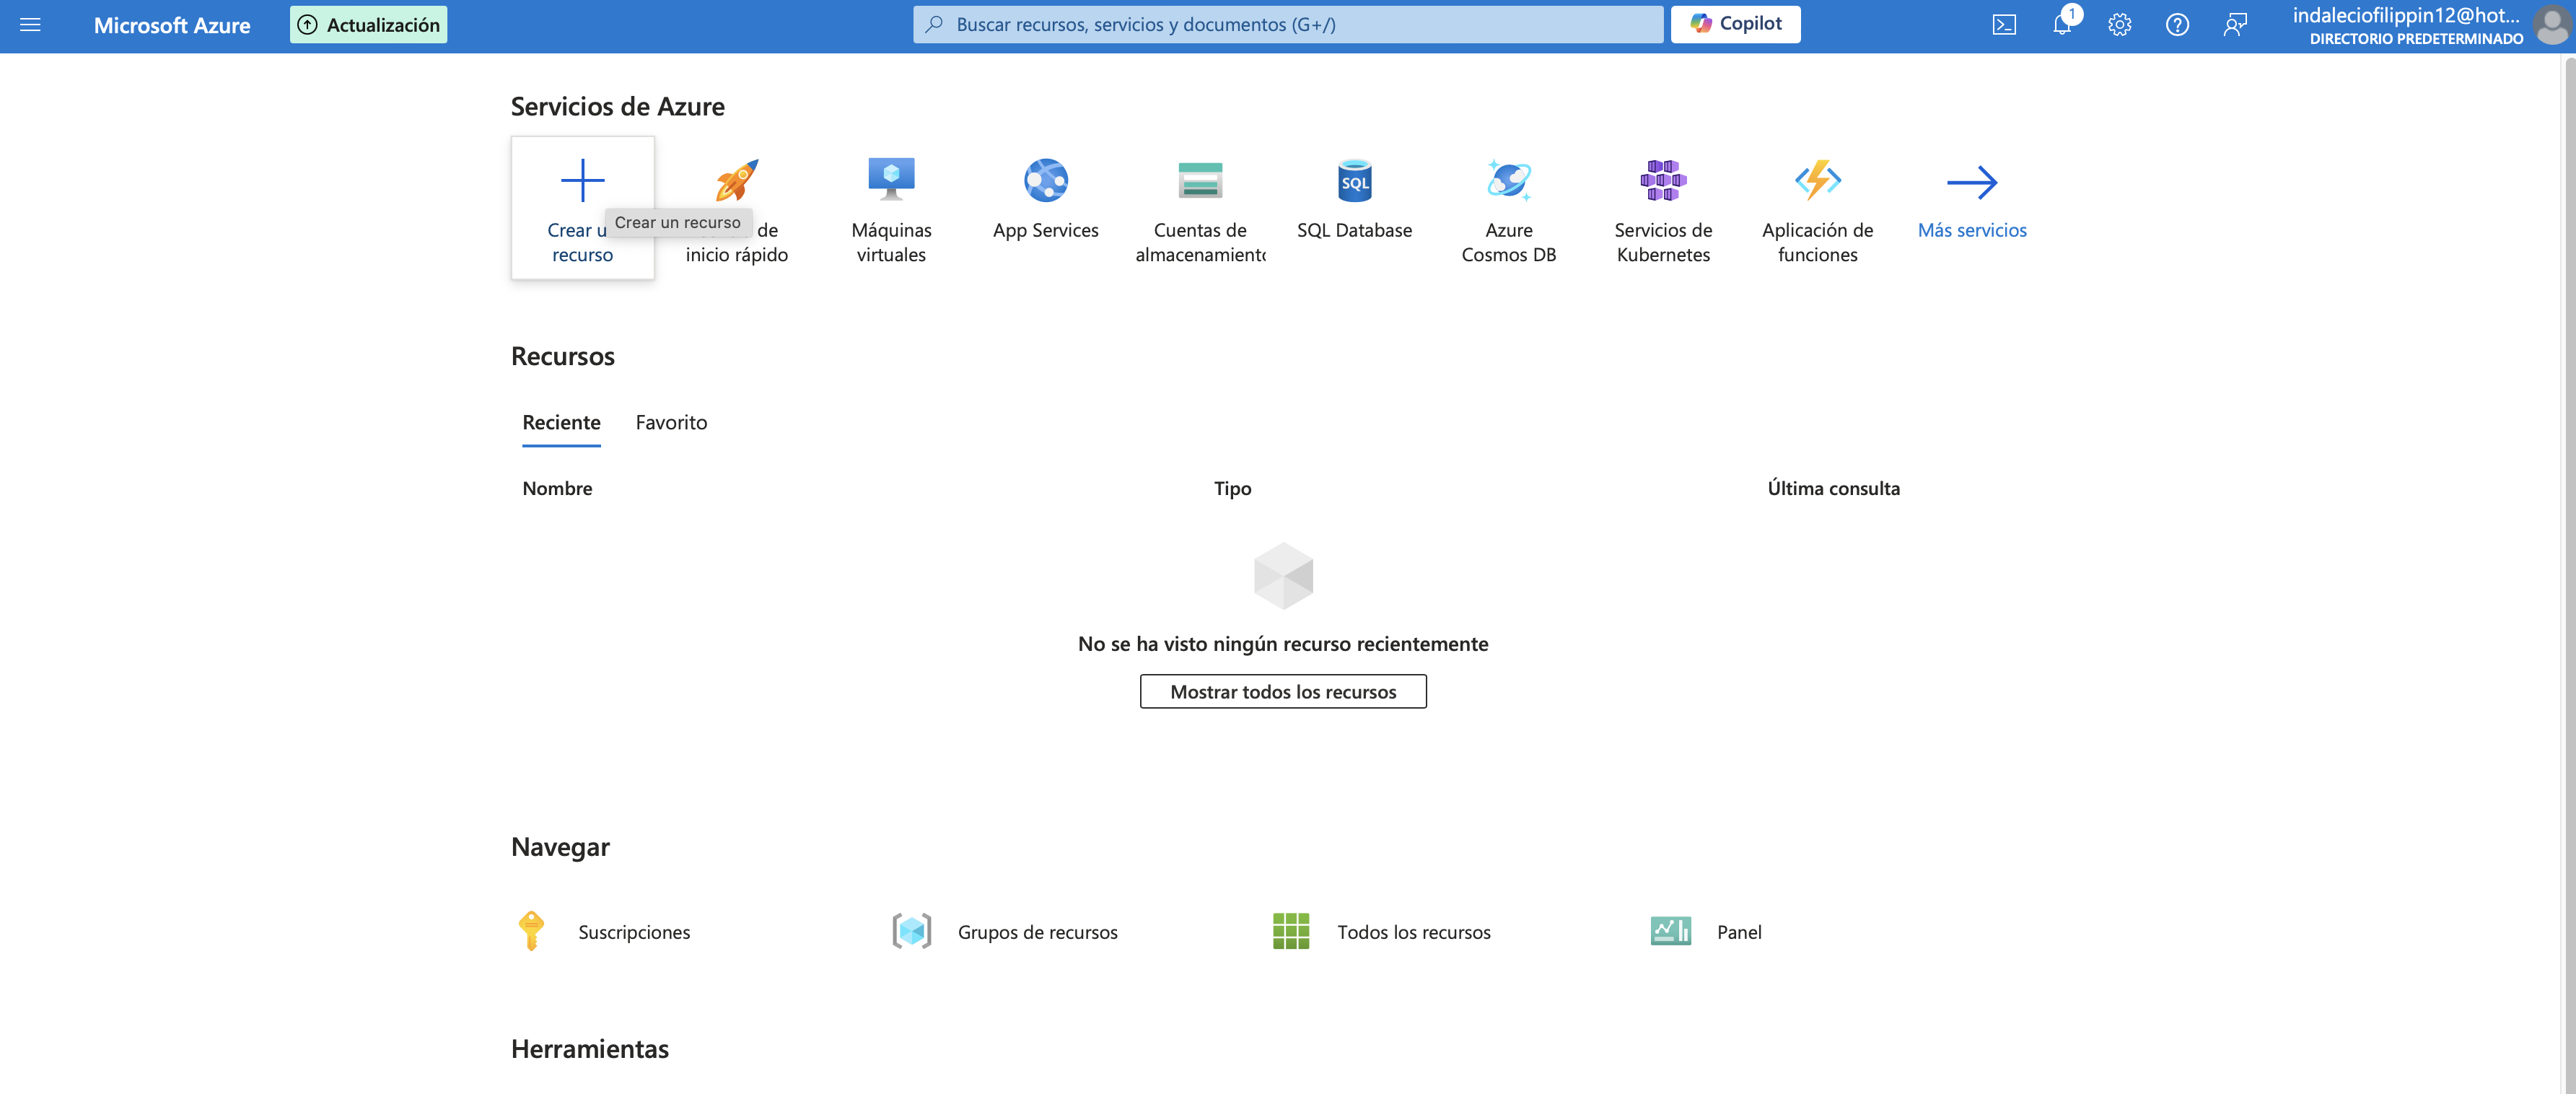 Microsoft Azure
Actualización
Buscar recursos, servicios y documentos (G+/)
Copilot
1
indaleciofilippin12@hot...
DIRECTORIO PREDETERMINADO
Servicios de Azure
Crear u
recurso
Crear un recurso
de
inicio rápido
Máquinas
virtuales
App Services
Cuentas de
almacenamiento
SQL
SQL Database
Azure
Cosmos DB
Servicios de
Kubernetes
Aplicación de
funciones
Más servicios
Recursos
Reciente
Favorito
Nombre
Tipo
Última consulta
No se ha visto ningún recurso recientemente
Mostrar todos los recursos
Navegar
Suscripciones
Grupos de recursos
Todos los recursos
Panel
Herramientas